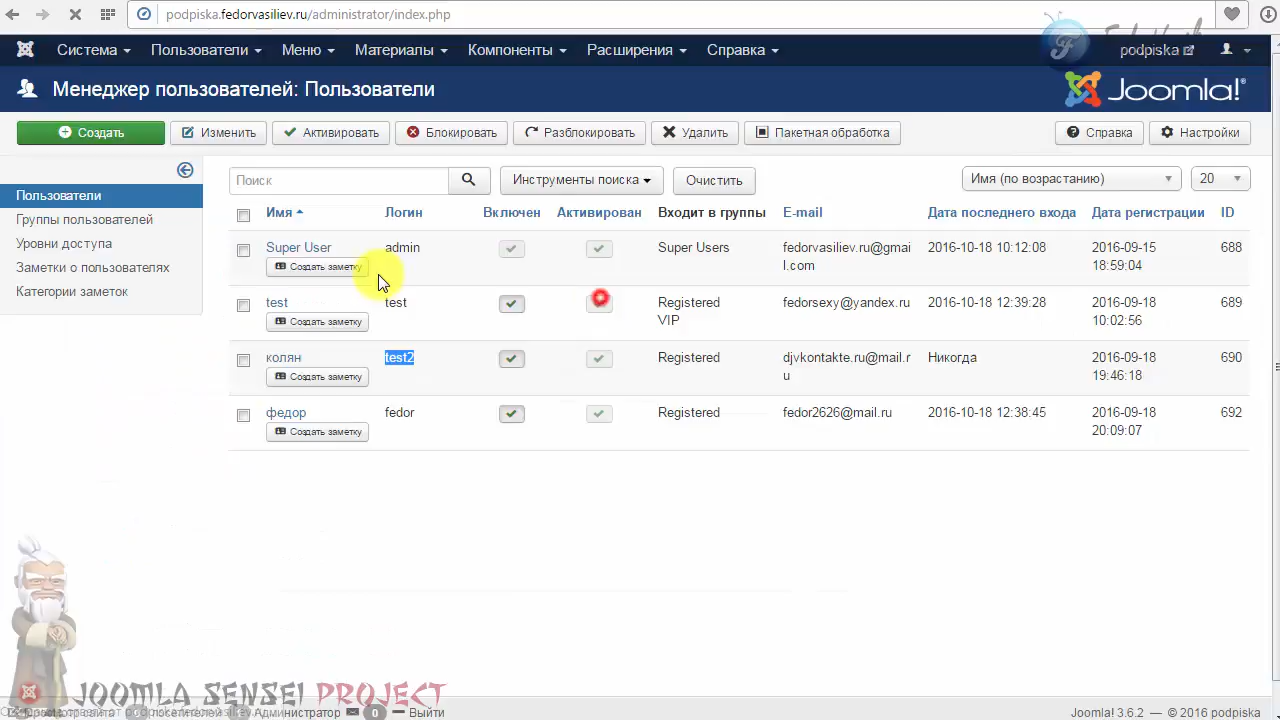 podpiska.fedorvasiliev.ru/administrator/index.php
Система Пользователи Меню Материалы Компоненты Расширения Справка podpiska
Менеджер пользователей: Пользователи Joomla!
Создать Изменить Активировать Блокировать Разблокировать Удалить Пакетная обработка Справка Настройки
Поиск Инструменты поиска Очистить Имя (по возрастанию) 20
Пользователи
Группы пользователей
Уровни доступа
Заметки о пользователях
Категории заметок
Имя Логин Включен Активирован Входит в группы E-mail Дата последнего входа Дата регистрации ID
Super User admin Super Users fedorvasiliev.ru@gmai 2016-10-18 10:12:08 2016-09-15 688
Создать заметку l.com 18:59:04
test test Registered fedorsexy@yandex.ru 2016-10-18 12:39:28 2016-09-18 689
Создать заметку VIP 10:02:56
колян test2 Registered djvkontakte.ru@mail.r Никогда 2016-09-18 690
Создать заметку u 19:46:18
федор fedor Registered fedor2626@mail.ru 2016-10-18 12:38:45 2016-09-18 692
Создать заметку 20:09:07
JOOMLA SENSEI PROJECT
Администратор 0 Выйти Joomla! 3.6.2 — © 2016 podpiska